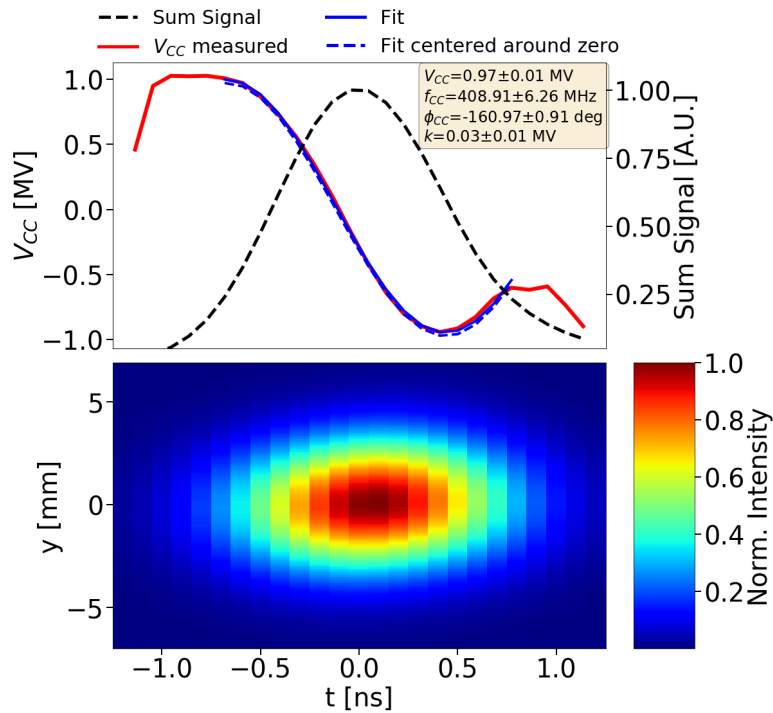 Sum Signal
Fit
V_CC measured
Fit centered around zero
V_CC=0.97±0.01 MV
f_CC=408.91±6.26 MHz
ϕ_CC=-160.97±0.91 deg
k=0.03±0.01 MV
1.0
0.5
0.0
−0.5
−1.0
V_CC [MV]
1.00
0.75
0.50
0.25
Sum Signal [A.U.]
5
0
−5
y [mm]
−1.0
−0.5
0.0
0.5
1.0
t [ns]
1.0
0.8
0.6
0.4
0.2
Norm. Intensity